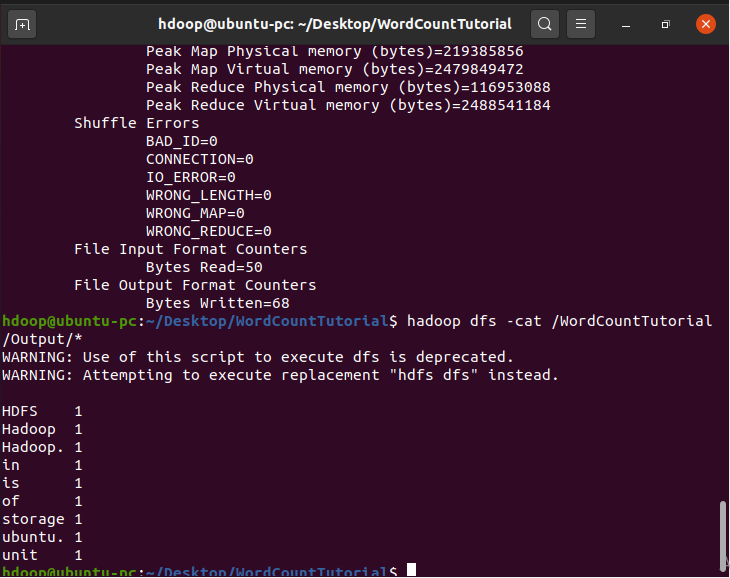 hdoop@ubuntu-pc: ~/Desktop/WordCountTutorial
Peak Map Physical memory (bytes)=219385856
Peak Map Virtual memory (bytes)=2479849472
Peak Reduce Physical memory (bytes)=116953088
Peak Reduce Virtual memory (bytes)=2488541184
Shuffle Errors
BAD_ID=0
CONNECTION=0
IO_ERROR=0
WRONG_LENGTH=0
WRONG_MAP=0
WRONG_REDUCE=0
File Input Format Counters
Bytes Read=50
File Output Format Counters
Bytes Written=68
hdoop@ubuntu-pc:~/Desktop/WordCountTutorial$ hadoop dfs -cat /WordCountTutorial
/Output/*
WARNING: Use of this script to execute dfs is deprecated.
WARNING: Attempting to execute replacement "hdfs dfs" instead.
HDFS 1
Hadoop 1
Hadoop. 1
in 1
is 1
of 1
storage 1
ubuntu. 1
unit 1
hdoop@ubuntu-pc:~/Desktop/WordCountTutorial$